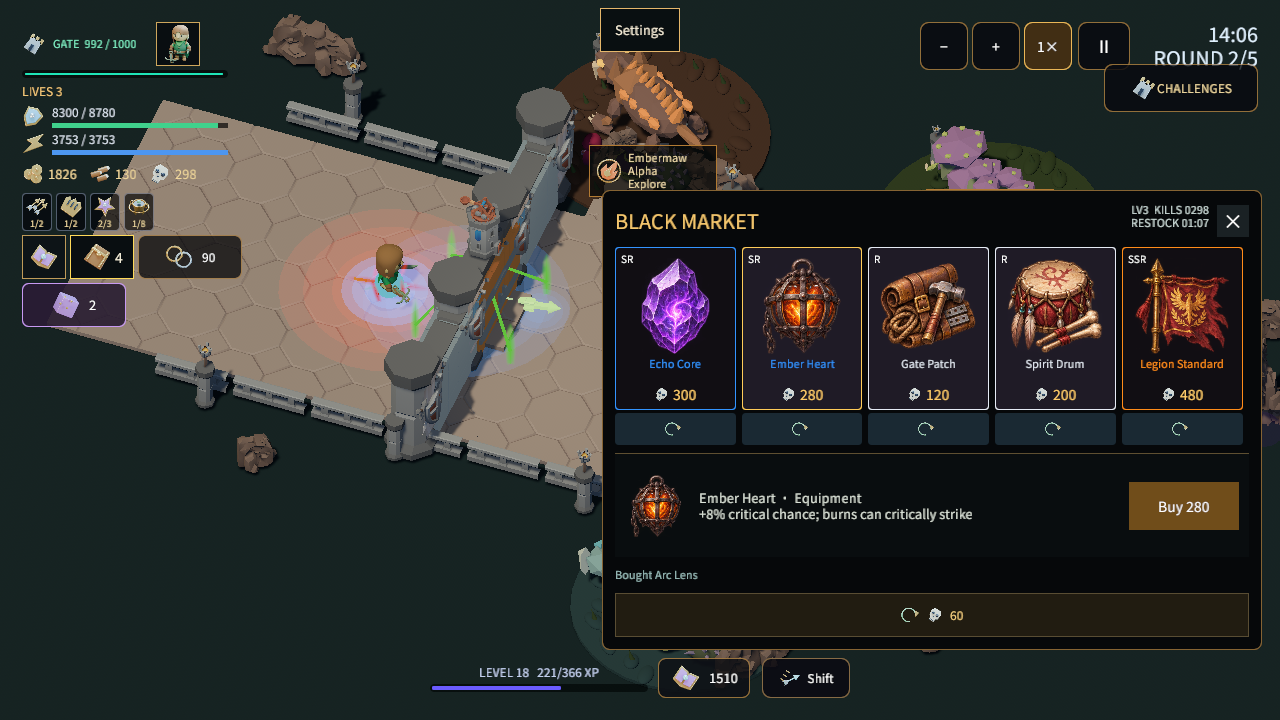 Settings
GATE 992 / 1000
LIVES 3
8300 / 8780
3753 / 3753
1826 130 298
1/2 1/2 2/3 1/8
4 90
2
− + 1× II
14:06
ROUND 2/5
CHALLENGES
Embermaw
Alpha
Explore
BLACK MARKET
LV3 KILLS 0298
RESTOCK 01:07
SR SR R R SSR
Echo Core Ember Heart Gate Patch Spirit Drum Legion Standard
300 280 120 200 480
Ember Heart · Equipment
+8% critical chance; burns can critically strike
Buy 280
Bought Arc Lens
60
LEVEL 18 221/366 XP
1510 Shift